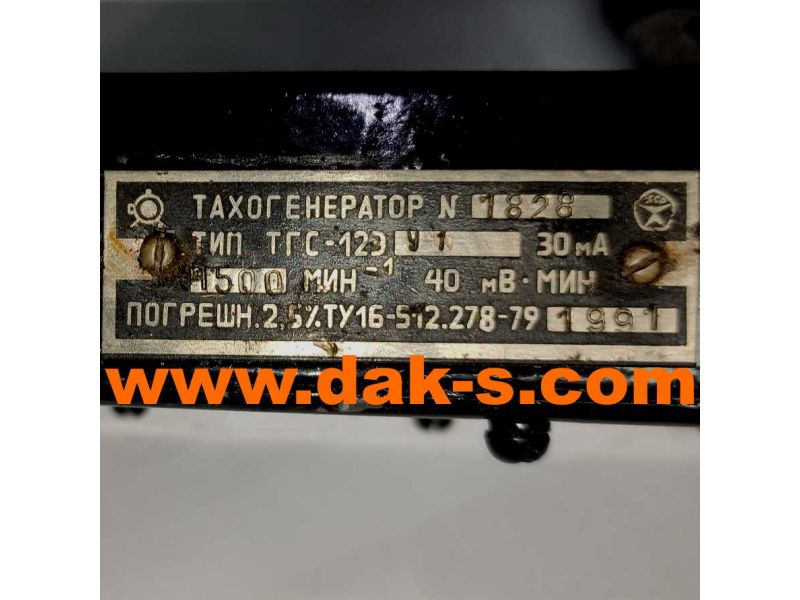 ТАХОГЕНЕРАТОР N 1828
ТИП ТГС-12Э У1 30 мА
1500 МИН⁻¹ 40 мВ·МИН
ПОГРЕШН.2,5% ТУ16-512.278-79 1991
www.dak-s.com